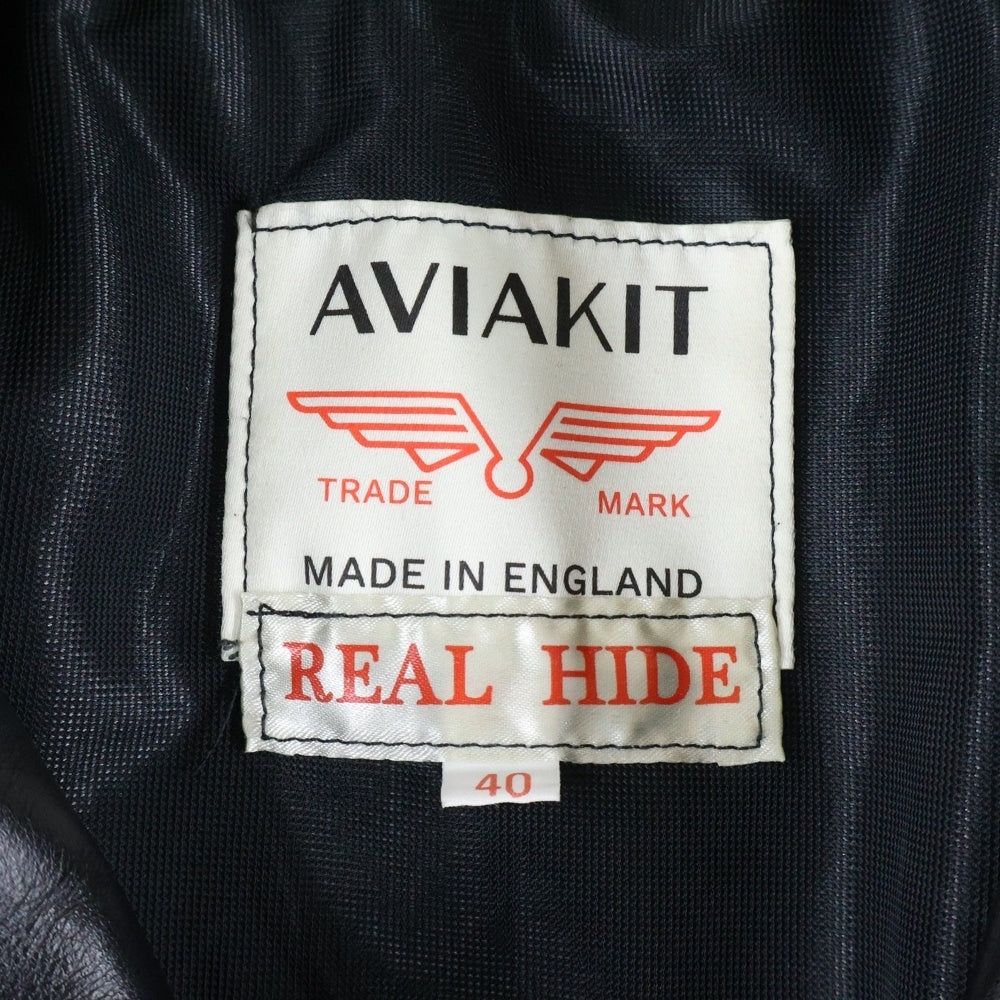 AVIAKIT
TRADE MARK
MADE IN ENGLAND
REAL HIDE
40